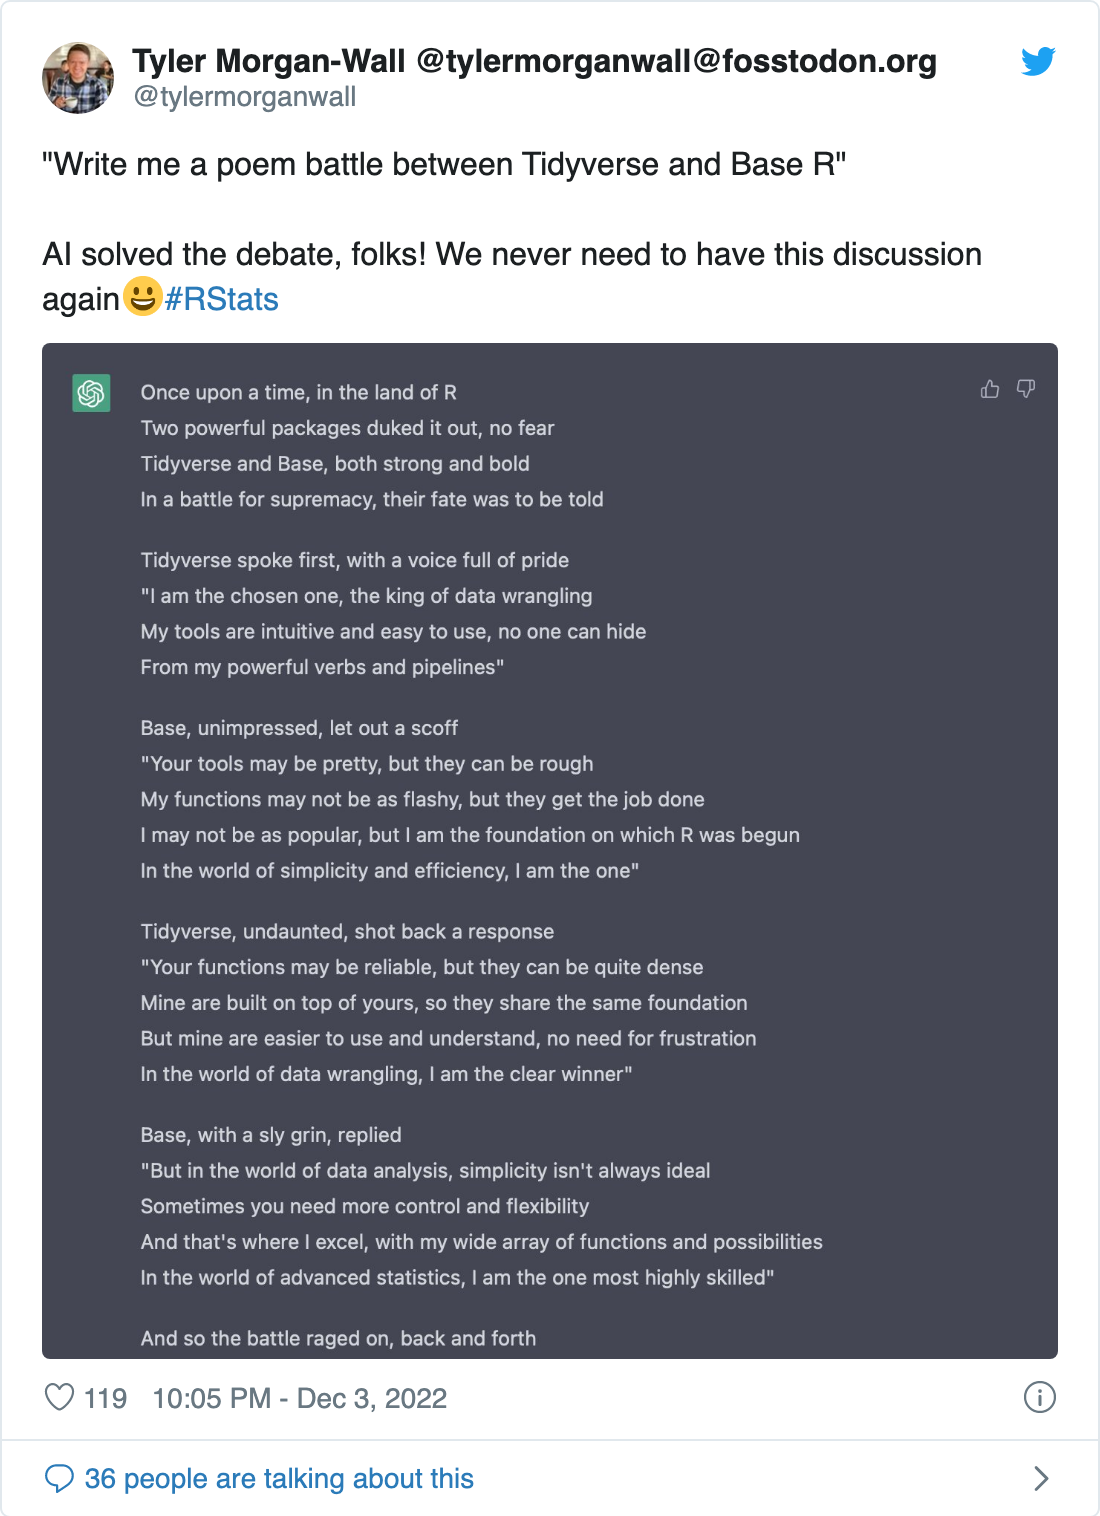 Tyler Morgan-Wall @tylermorganwall@fosstodon.org
@tylermorganwall
"Write me a poem battle between Tidyverse and Base R"
AI solved the debate, folks! We never need to have this discussion
again😀#RStats
Once upon a time, in the land of R
Two powerful packages duked it out, no fear
Tidyverse and Base, both strong and bold
In a battle for supremacy, their fate was to be told
Tidyverse spoke first, with a voice full of pride
"I am the chosen one, the king of data wrangling
My tools are intuitive and easy to use, no one can hide
From my powerful verbs and pipelines"
Base, unimpressed, let out a scoff
"Your tools may be pretty, but they can be rough
My functions may not be as flashy, but they get the job done
I may not be as popular, but I am the foundation on which R was begun
In the world of simplicity and efficiency, I am the one"
Tidyverse, undaunted, shot back a response
"Your functions may be reliable, but they can be quite dense
Mine are built on top of yours, so they share the same foundation
But mine are easier to use and understand, no need for frustration
In the world of data wrangling, I am the clear winner"
Base, with a sly grin, replied
"But in the world of data analysis, simplicity isn't always ideal
Sometimes you need more control and flexibility
And that's where I excel, with my wide array of functions and possibilities
In the world of advanced statistics, I am the one most highly skilled"
And so the battle raged on, back and forth
119 10:05 PM - Dec 3, 2022
36 people are talking about this